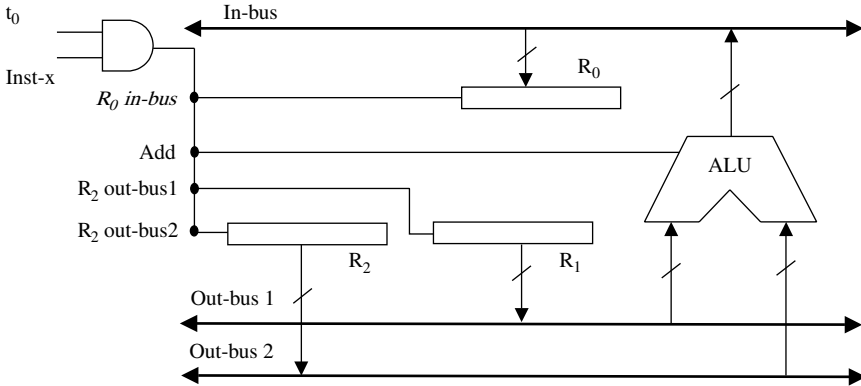 t₀
In-bus
Inst-x
R₀
R₀ in-bus
Add
ALU
R₂ out-bus1
R₂ out-bus2
R₂
R₁
Out-bus 1
Out-bus 2